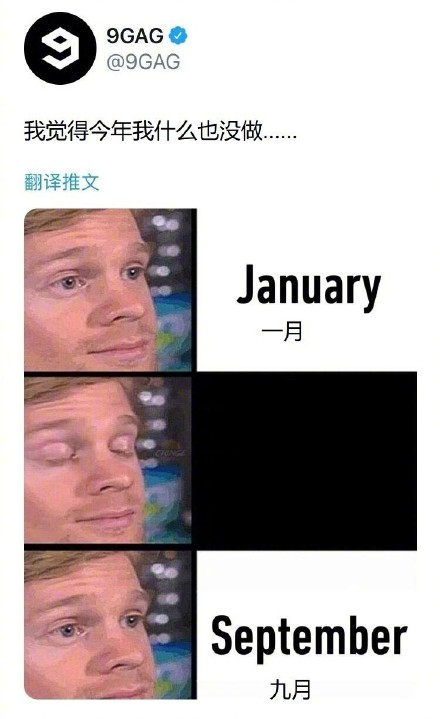 9GAG
@9GAG
我觉得今年我什么也没做......
翻译推文
January
一月
September
九月